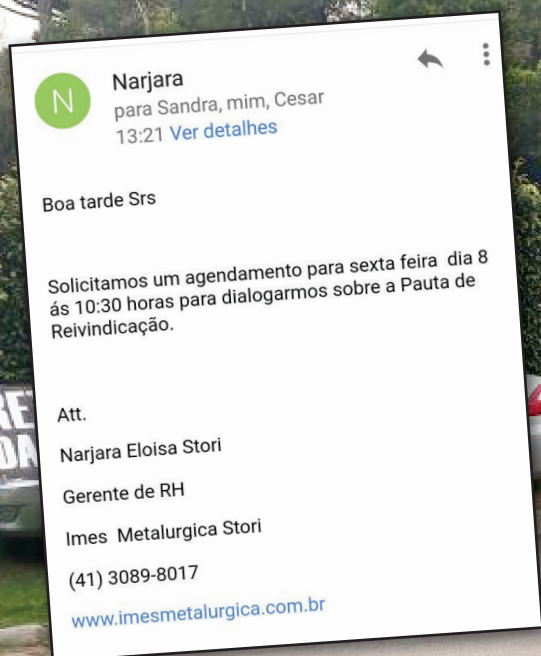 N
Narjara
para Sandra, mim, Cesar
13:21 Ver detalhes
Boa tarde Srs
Solicitamos um agendamento para sexta feira  dia 8
ás 10:30 horas para dialogarmos sobre a Pauta de
Reivindicação.
Att.
Narjara Eloisa Stori
Gerente de RH
Imes  Metalurgica Stori
(41) 3089-8017
www.imesmetalurgica.com.br